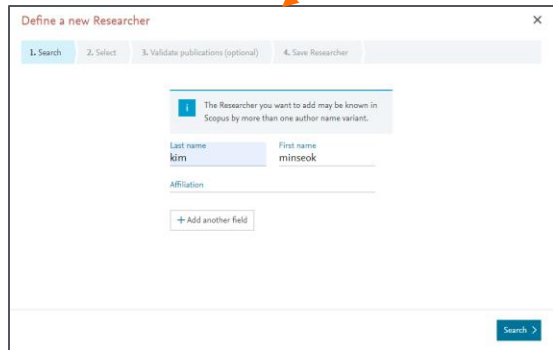 Define a new Researcher
×
1. Search 2. Select 3. Validate publications (optional) 4. Save Researcher
i The Researcher you want to add may be known in
Scopus by more than one author name variant.
Last name First name
kim minseok
Affiliation
+ Add another field
Search >